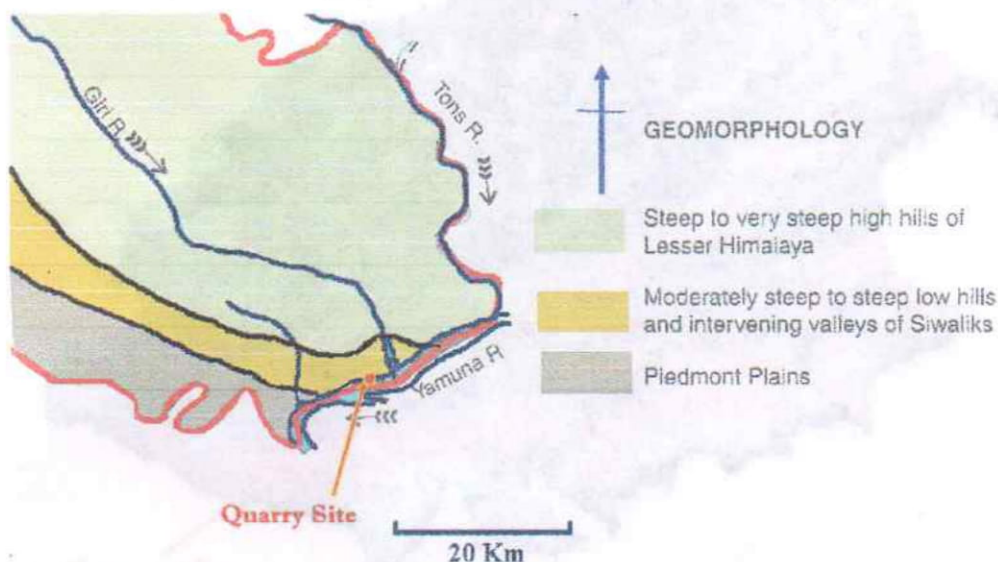 Giri R.
Tons R.
GEOMORPHOLOGY
Steep to very steep high hills of
Lesser Himalaya
Moderately steep to steep low hills
and intervening valleys of Siwaliks
Yamuna R
Piedmont Plains
Quarry Site
20 Km